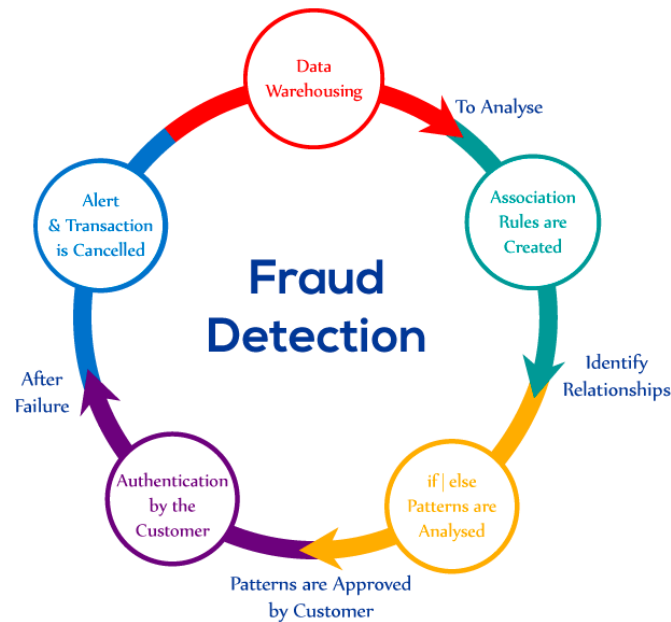 Data
Warehousing
To Analyse
Association
Rules are
Created
Identify
Relationships
if | else
Patterns are
Analysed
Patterns are Approved
by Customer
Authentication
by the
Customer
After
Failure
Alert
& Transaction
is Cancelled
Fraud
Detection